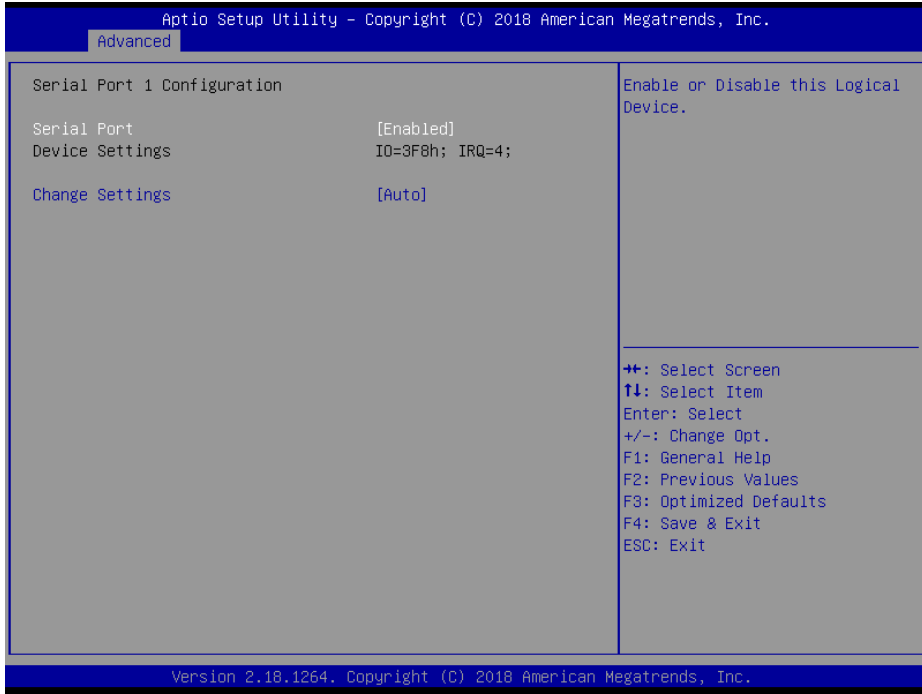 Aptio Setup Utility – Copyright (C) 2018 American Megatrends, Inc.
Advanced
Serial Port 1 Configuration
Serial Port [Enabled]
Device Settings IO=3F8h; IRQ=4;
Change Settings [Auto]
Enable or Disable this Logical
Device.
→←: Select Screen
↑↓: Select Item
Enter: Select
+/-: Change Opt.
F1: General Help
F2: Previous Values
F3: Optimized Defaults
F4: Save & Exit
ESC: Exit
Version 2.18.1264. Copyright (C) 2018 American Megatrends, Inc.